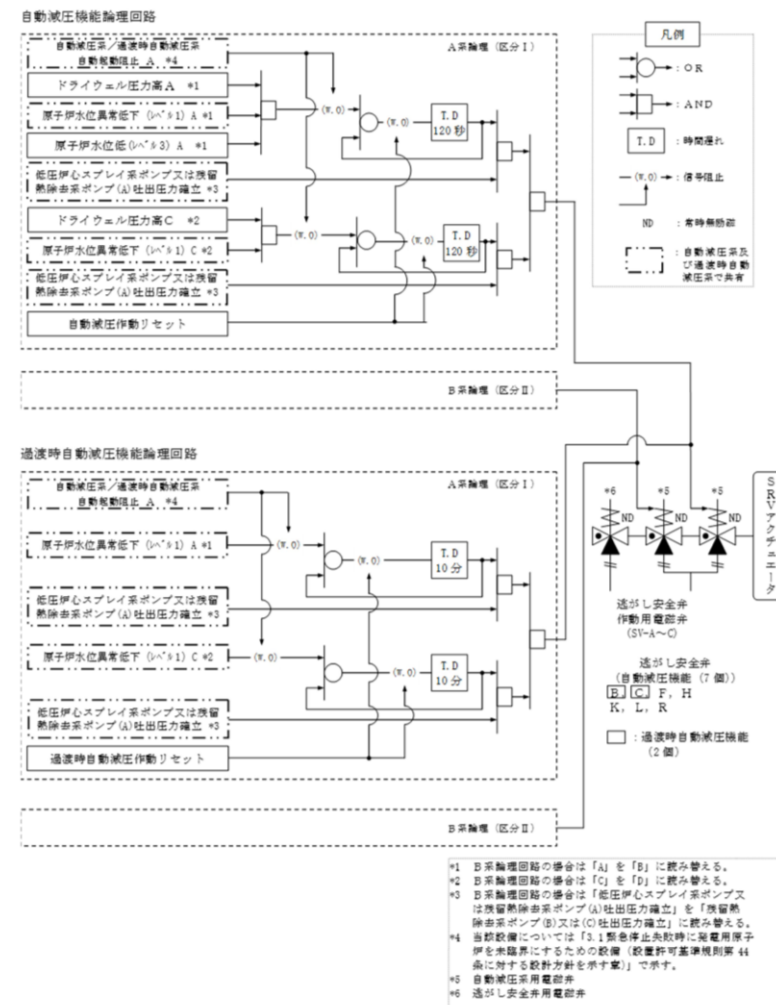 自動減圧機能論理回路
自動減圧系／過渡時自動減圧系
自動起動阻止 A *4
A系論理（区分Ⅰ）
ドライウェル圧力高A *1
原子炉水位異常低下（ﾚﾍﾞﾙ1）A *1
原子炉水位低(ﾚﾍﾞﾙ3) A *1
低圧炉心スプレイ系ポンプ又は残留
熱除去系ポンプ(A)吐出圧力確立 *3
ドライウェル圧力高C *2
原子炉水位異常低下（ﾚﾍﾞﾙ1）C *2
低圧炉心スプレイ系ポンプ又は残留
熱除去系ポンプ(A)吐出圧力確立 *3
自動減圧作動リセット
(W.O)
(W.O)
T.D
120秒
(W.O)
(W.O)
T.D
120秒
B系論理（区分Ⅱ）
凡例
：OR
：AND
T.D ：時間遅れ
(W.O) ：信号阻止
ND ：常時無励磁
：自動減圧系及
び過渡時自動
減圧系で共有
過渡時自動減圧機能論理回路
自動減圧系／過渡時自動減圧系
自動起動阻止 A *4
A系論理（区分Ⅰ）
原子炉水位異常低下（ﾚﾍﾞﾙ1）A *1
低圧炉心スプレイ系ポンプ又は残留
熱除去系ポンプ(A)吐出圧力確立 *3
原子炉水位異常低下（ﾚﾍﾞﾙ1）C *2
低圧炉心スプレイ系ポンプ又は残留
熱除去系ポンプ(A)吐出圧力確立 *3
過渡時自動減圧作動リセット
(W.O)
(W.O)
T.D
10分
(W.O)
(W.O)
T.D
10分
B系論理（区分Ⅱ）
*6
*5
*5
ND
ND
ND
SRVアクチュエータ
逃がし安全弁
作動用電磁弁
(SV-A～C)
逃がし安全弁
(自動減圧機能（7個）)
B, C, F, H
K, L, R
：過渡時自動減圧機能
（2個）
*1 B系論理回路の場合は「A」を「B」に読み替える。
*2 B系論理回路の場合は「C」を「D」に読み替える。
*3 B系論理回路の場合は「低圧炉心スプレイ系ポンプ又
は残留熱除去系ポンプ(A)吐出圧力確立」を「残留熱
除去系ポンプ(B)又は(C)吐出圧力確立」に読み替える。
*4 当該設備については「3.1緊急停止失敗時に発電用原子
炉を未臨界にするための設備（設置許可基準規則第44
条に対する設計方針を示す章）」で示す。
*5 自動減圧系用電磁弁
*6 逃がし安全弁用電磁弁